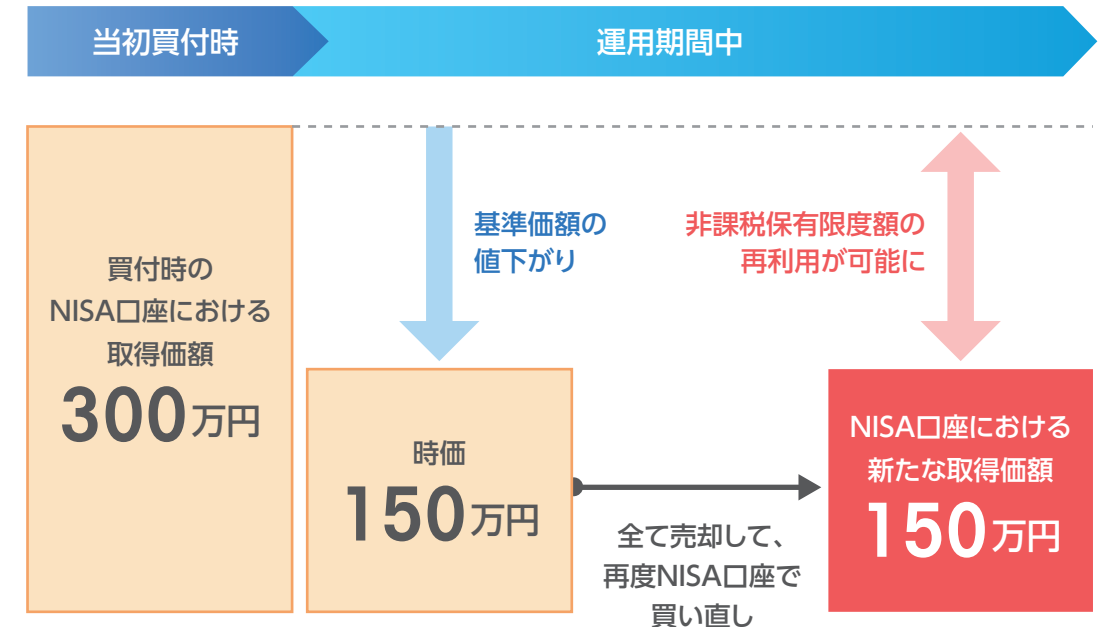 当初買付時
運用期間中
買付時の
NISA口座における
取得価額
300万円
基準価額の
値下がり
時価
150万円
全て売却して、
再度NISA口座で
買い直し
非課税保有限度額の
再利用が可能に
NISA口座における
新たな取得価額
150万円